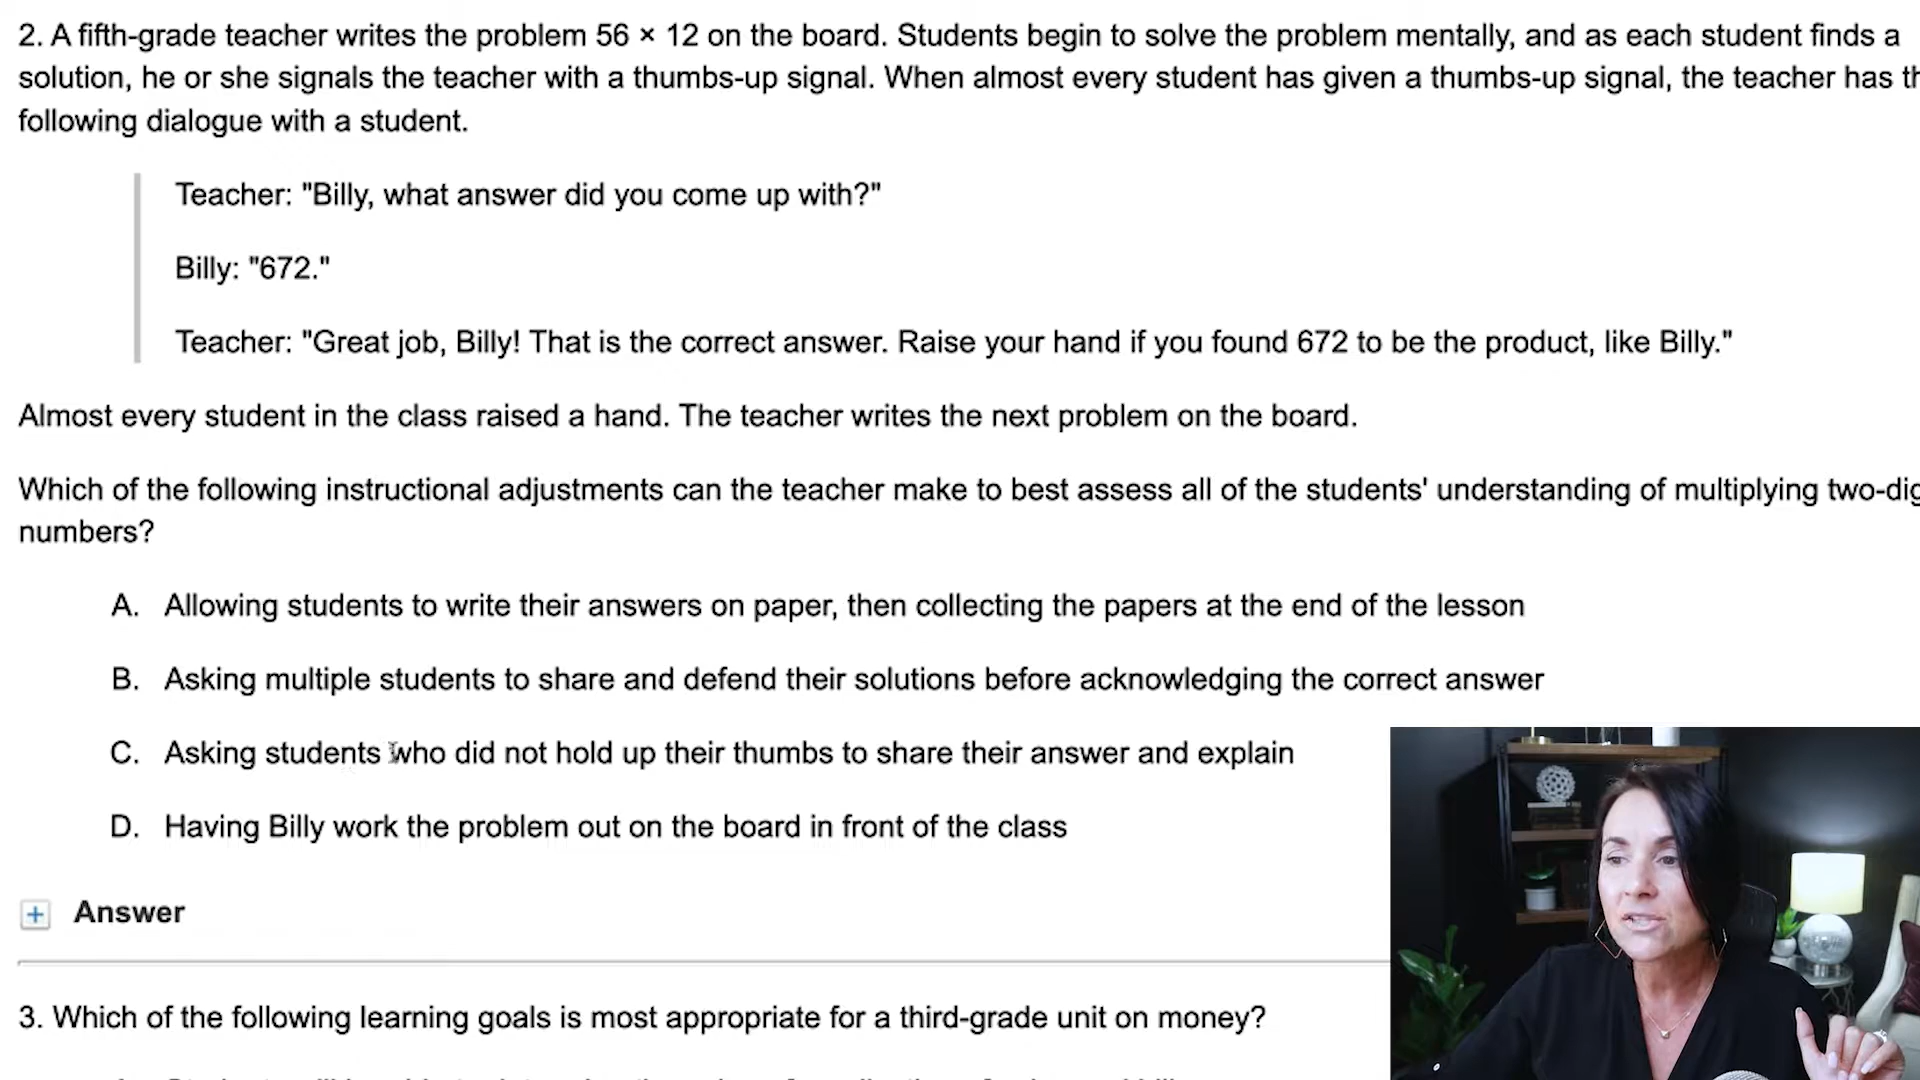 2. A fifth-grade teacher writes the problem 56 × 12 on the board. Students begin to solve the problem mentally, and as each student finds a
solution, he or she signals the teacher with a thumbs-up signal. When almost every student has given a thumbs-up signal, the teacher has
following dialogue with a student.
Teacher: "Billy, what answer did you come up with?"
Billy: "672."
Teacher: "Great job, Billy! That is the correct answer. Raise your hand if you found 672 to be the product, like Billy."
Almost every student in the class raised a hand. The teacher writes the next problem on the board.
Which of the following instructional adjustments can the teacher make to best assess all of the students' understanding of multiplying
numbers?
A. Allowing students to write their answers on paper, then collecting the papers at the end of the lesson
B. Asking multiple students to share and defend their solutions before acknowledging the correct answer
C. Asking students who did not hold up their thumbs to share their answer and explain
D. Having Billy work the problem out on the board in front of the class
+ Answer
3. Which of the following learning goals is most appropriate for a third-grade unit on money?